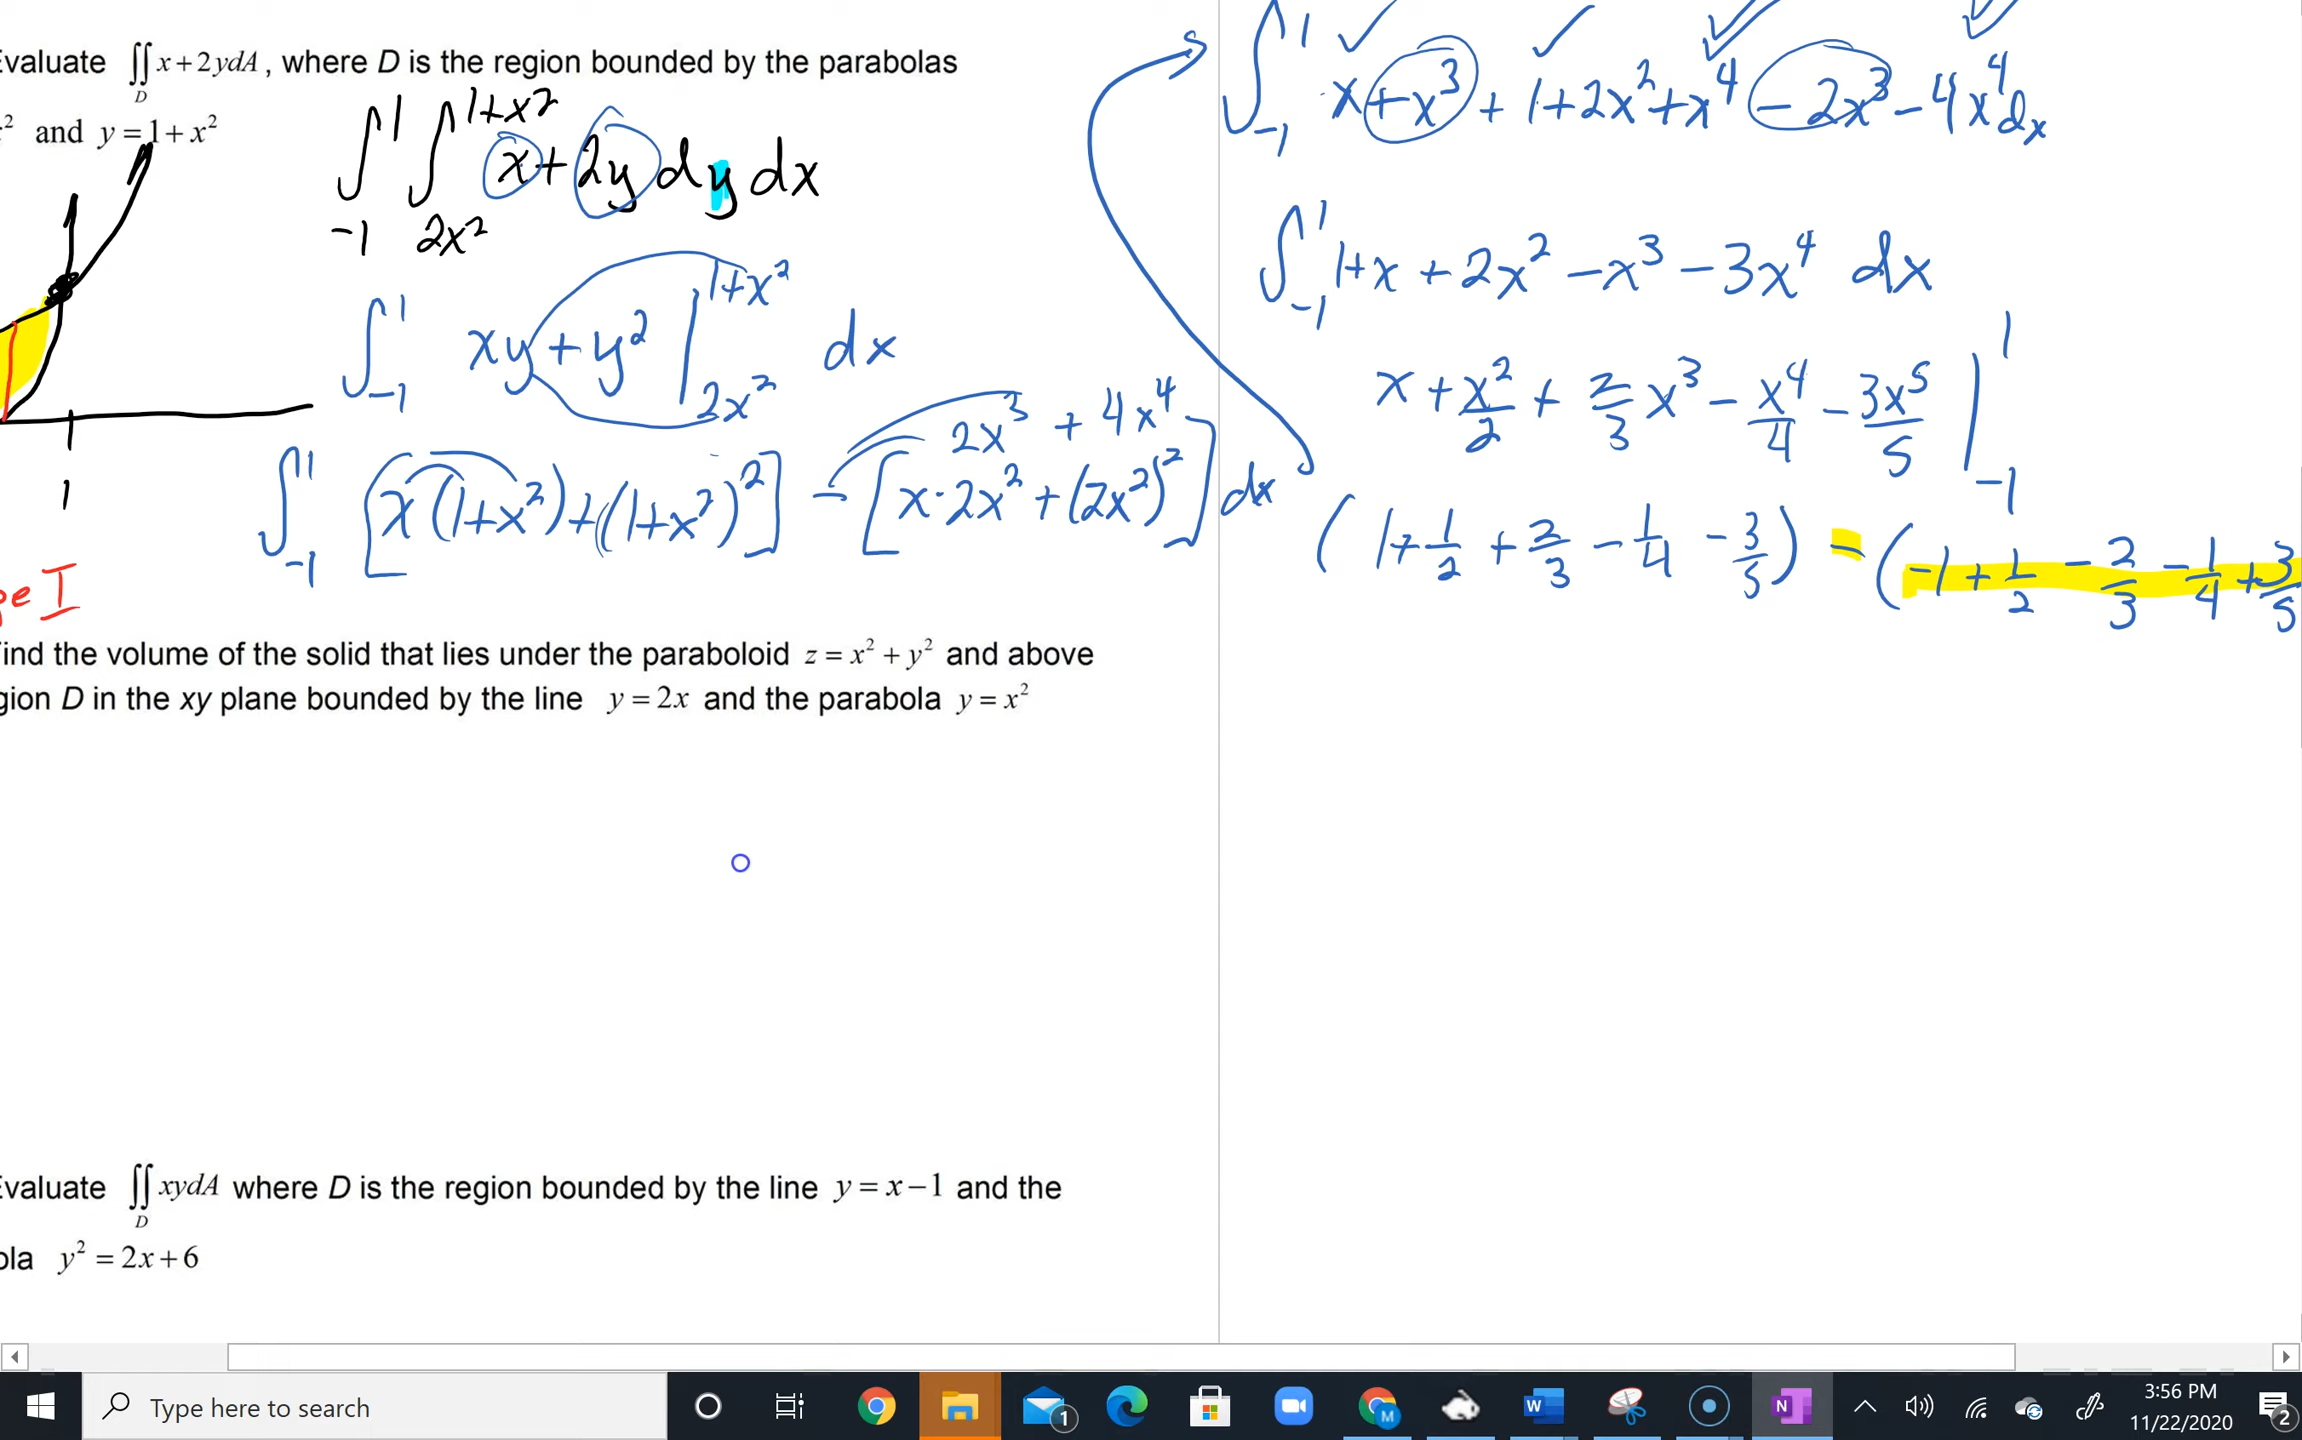 valuate ∬_D x + 2ydA, where D is the region bounded by the parabolas
² and y = 1 + x²
∫_{-1}^{1} ∫_{2x²}^{1+x²} x + 2y dy dx
∫_{-1}^{1} xy + y² |_{2x²}^{1+x²} dx
2x³ + 4x⁴
∫_{-1}^{1} [x(1+x²) + (1+x²)²] - [x·2x² + (2x²)²] dx
1
pe I
∫_{-1}^{1} x + x³ + 1 + 2x² + x⁴ - 2x³ - 4x⁴ dx
∫_{-1}^{1} 1 + x + 2x² - x³ - 3x⁴ dx
x + x²/2 + 2/3 x³ - x⁴/4 - 3x⁵/5 |_{-1}^{1}
(1 + 1/2 + 2/3 - 1/4 - 3/5) - (-1 + 1/2 - 2/3 - 1/4 + 3/5
ind the volume of the solid that lies under the paraboloid z = x² + y² and above
gion D in the xy plane bounded by the line y = 2x and the parabola y = x²
valuate ∬_D xydA where D is the region bounded by the line y = x − 1 and the
ola y² = 2x + 6
Type here to search
1
M
W
N
3:56 PM
11/22/2020
2